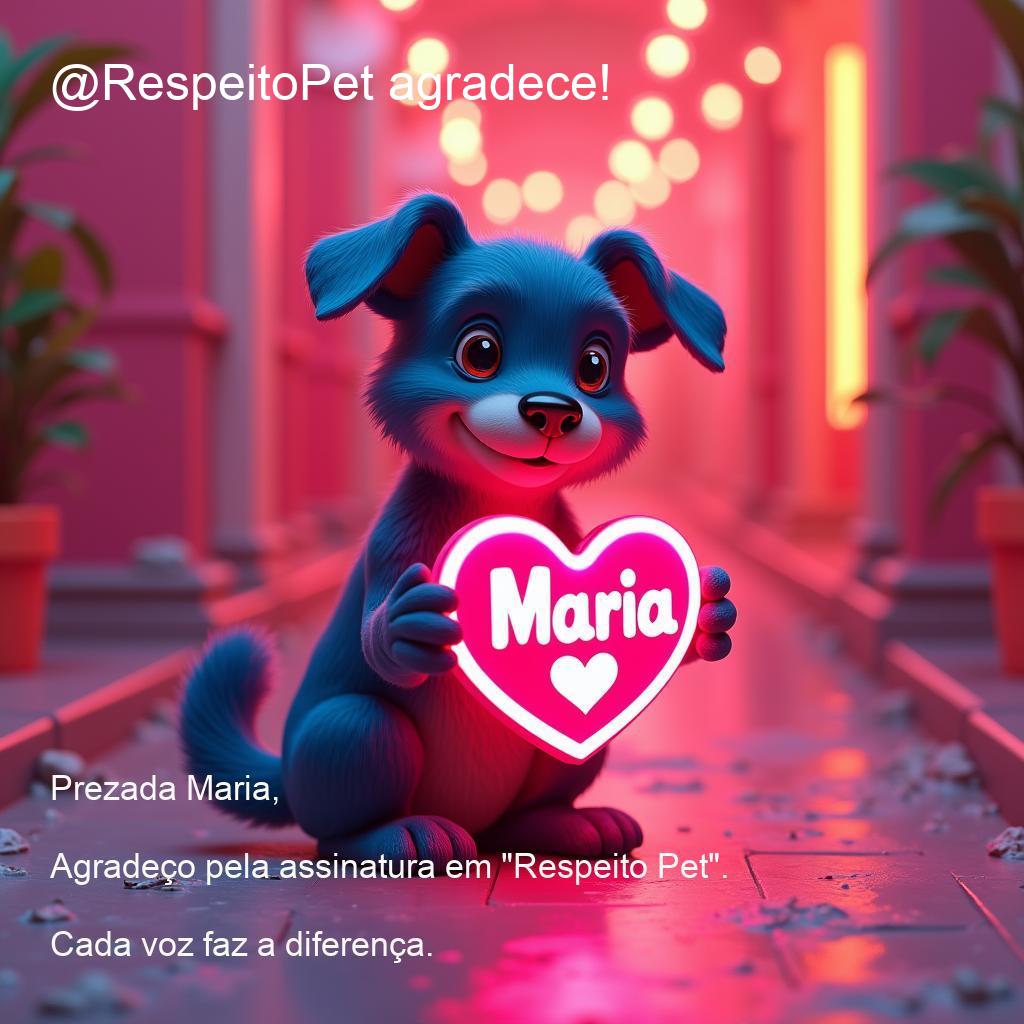 @RespeitoPet agradece!
Maria
Prezada Maria,
Agradeço pela assinatura em "Respeito Pet".
Cada voz faz a diferença.